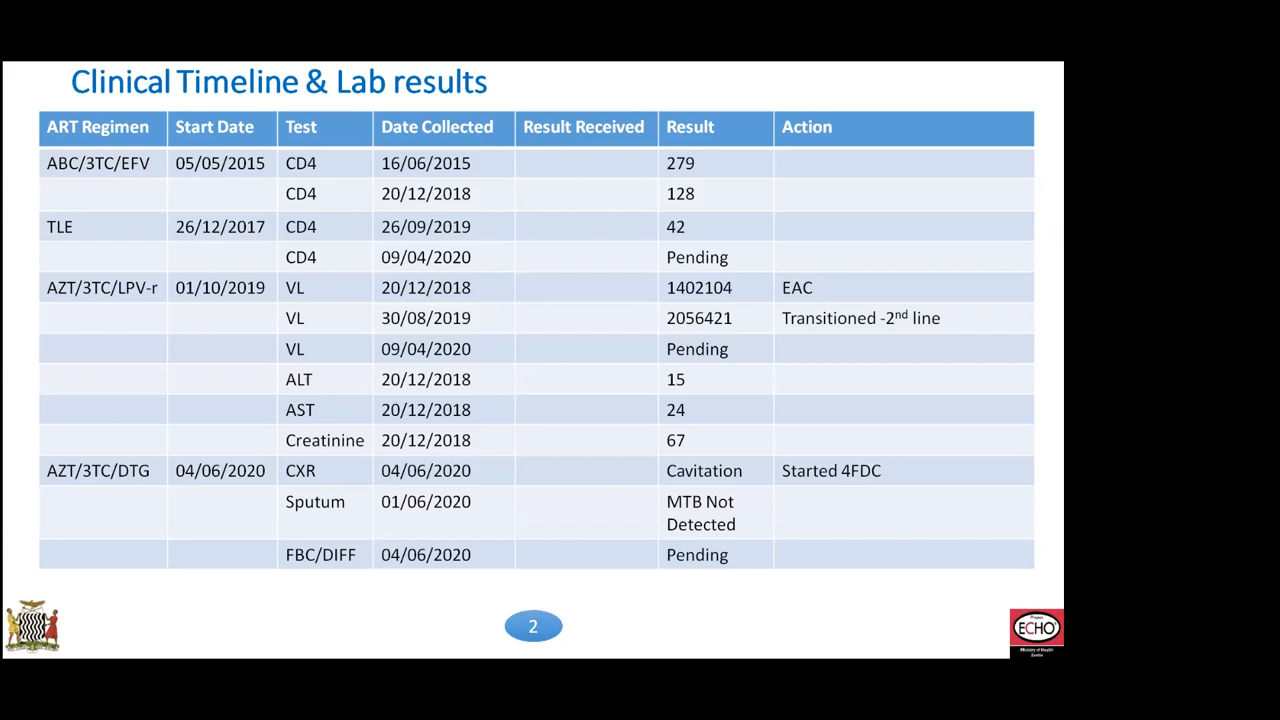 Clinical Timeline & Lab results
ART Regimen Start Date Test Date Collected Result Received Result Action
ABC/3TC/EFV 05/05/2015 CD4 16/06/2015 279
CD4 20/12/2018 128
TLE 26/12/2017 CD4 26/09/2019 42
CD4 09/04/2020 Pending
AZT/3TC/LPV-r 01/10/2019 VL 20/12/2018 1402104 EAC
VL 30/08/2019 2056421 Transitioned -2nd line
VL 09/04/2020 Pending
ALT 20/12/2018 15
AST 20/12/2018 24
Creatinine 20/12/2018 67
AZT/3TC/DTG 04/06/2020 CXR 04/06/2020 Cavitation Started 4FDC
Sputum 01/06/2020 MTB Not
Detected
FBC/DIFF 04/06/2020 Pending
2
Project
ECHO
Ministry of Health
Zambia